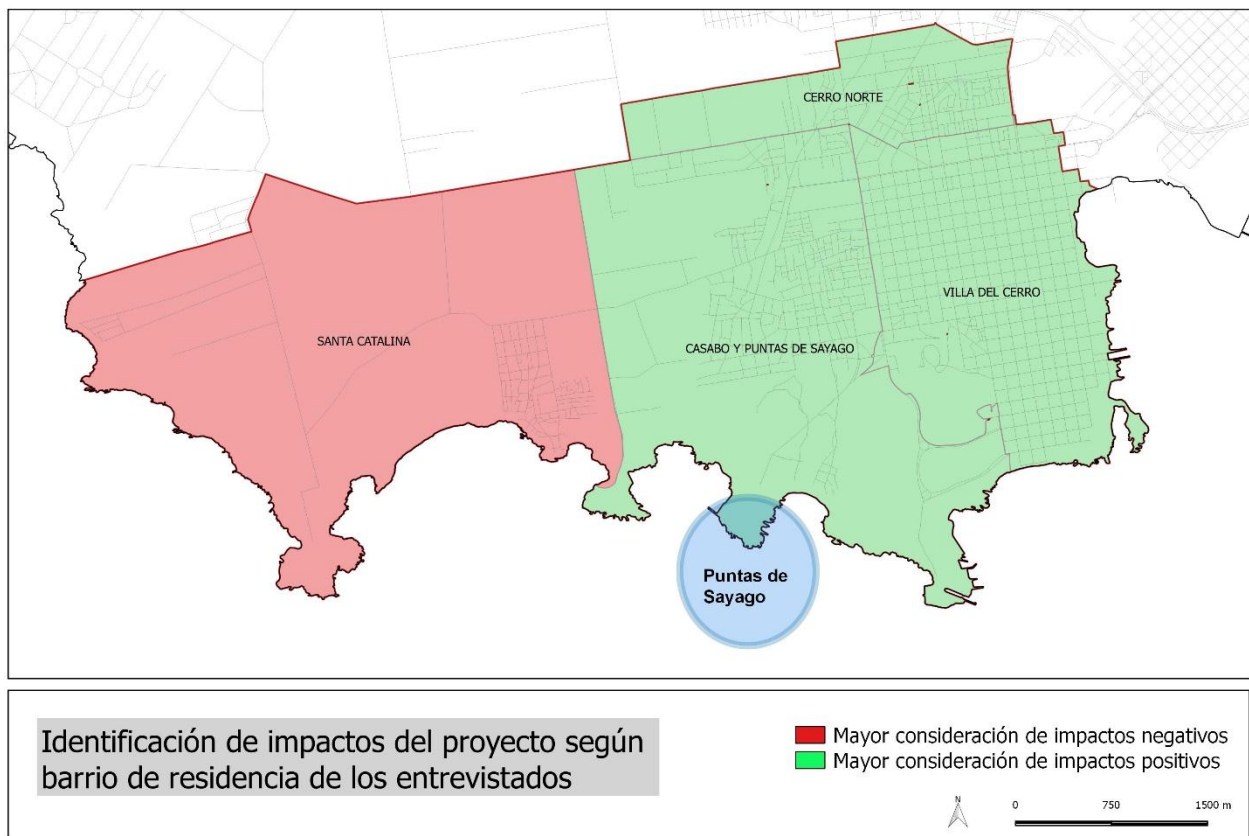 CERRO NORTE
VILLA DEL CERRO
SANTA CATALINA
CASABO Y PUNTAS DE SAYAGO
Puntas de
Sayago
Identificación de impactos del proyecto según
barrio de residencia de los entrevistados
Mayor consideración de impactos negativos
Mayor consideración de impactos positivos
N
0 750 1500 m